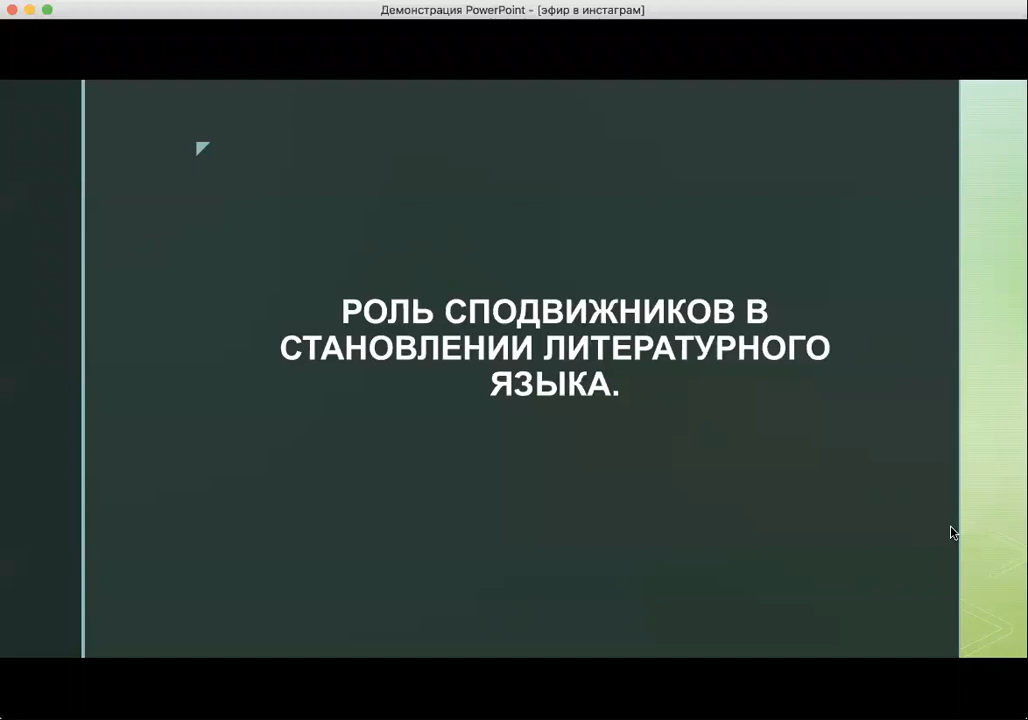 Демонстрация PowerPoint - [эфир в инстаграм]
РОЛЬ СПОДВИЖНИКОВ В
СТАНОВЛЕНИИ ЛИТЕРАТУРНОГО
ЯЗЫКА.